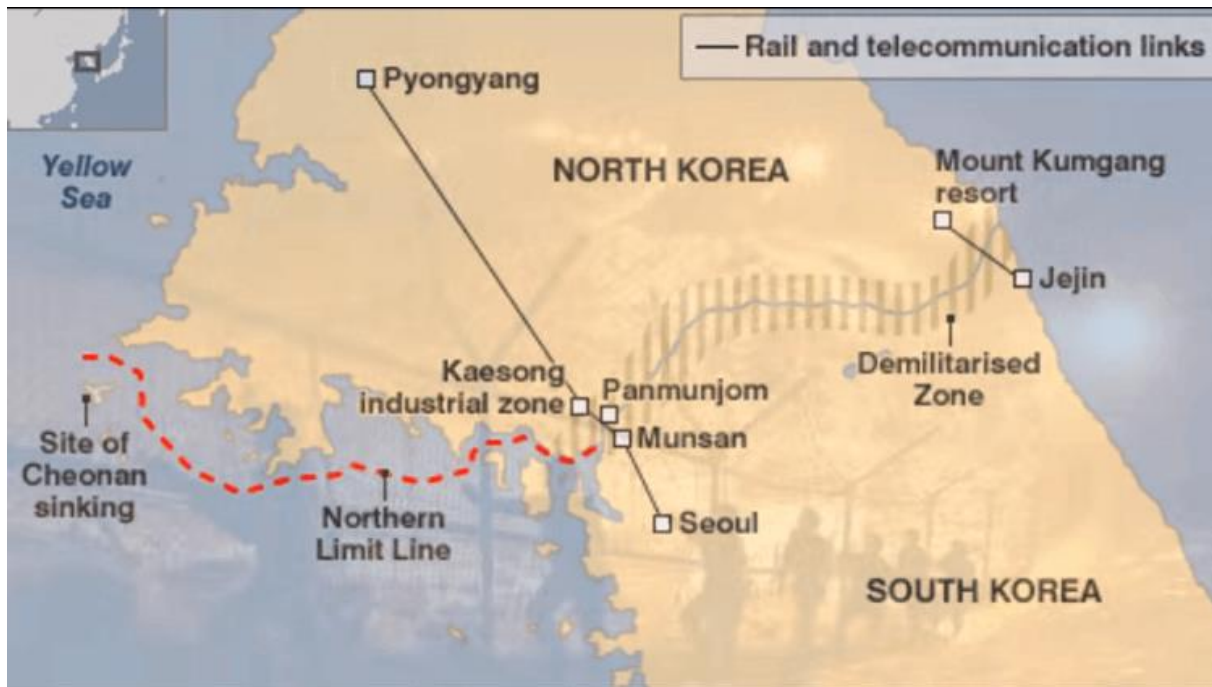 Rail and telecommunication links
Pyongyang
Yellow
Sea
NORTH KOREA
Mount Kumgang
resort
Jejin
Demilitarised
Zone
Kaesong
industrial zone
Panmunjom
Munsan
Site of
Cheonan
sinking
Northern
Limit Line
Seoul
SOUTH KOREA